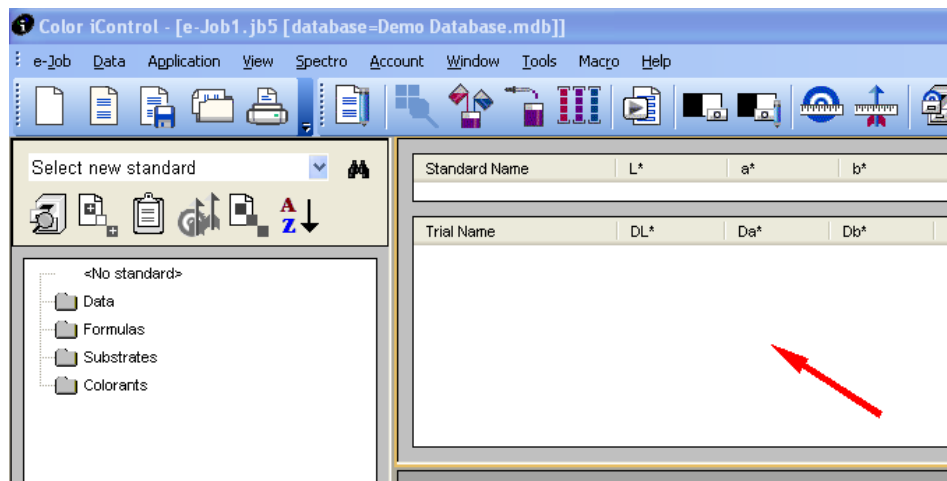 Color iControl - [e-Job1.jb5 [database=Demo Database.mdb]]
e-Job Data Application View Spectro Account Window Tools Macro Help
Select new standard
A
Z
<No standard>
Data
Formulas
Substrates
Colorants
Standard Name L* a* b*
Trial Name DL* Da* Db*